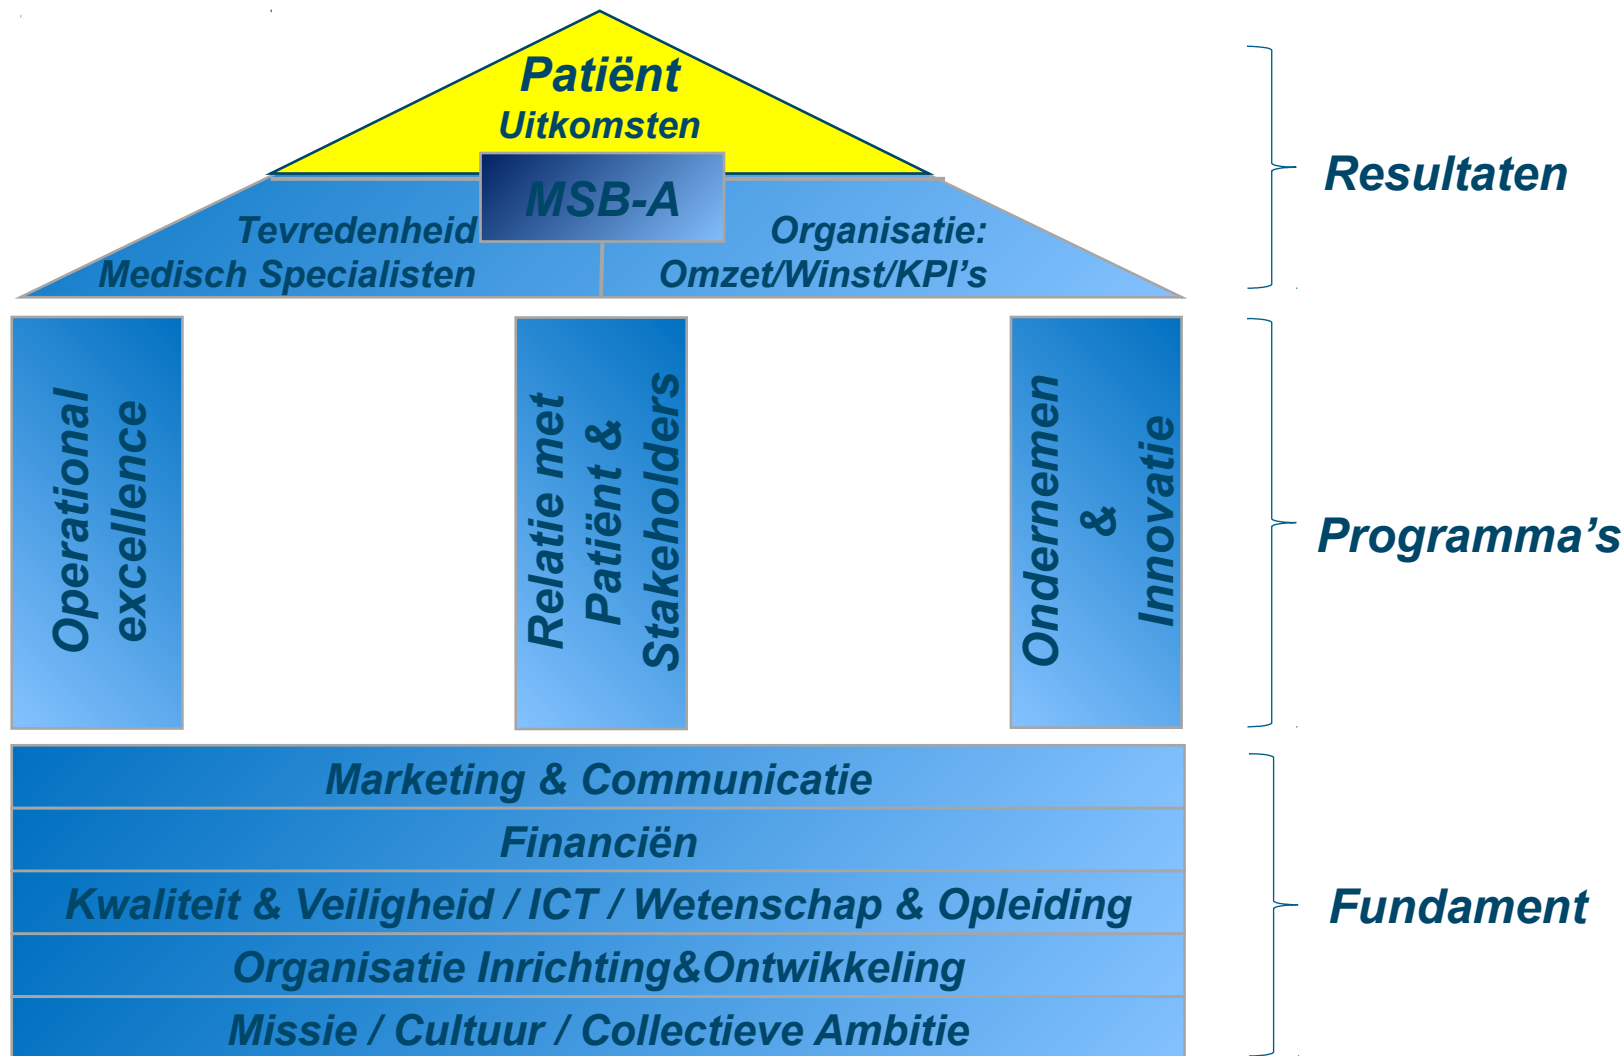 Patiënt
Uitkomsten
MSB-A
Tevredenheid
Medisch Specialisten
Organisatie:
Omzet/Winst/KPI’s
Resultaten
Operational
excellence
Relatie met
Patiënt &
Stakeholders
Ondernemen
&
Innovatie
Programma’s
Marketing & Communicatie
Financiën
Kwaliteit & Veiligheid / ICT / Wetenschap & Opleiding
Organisatie Inrichting&Ontwikkeling
Missie / Cultuur / Collectieve Ambitie
Fundament